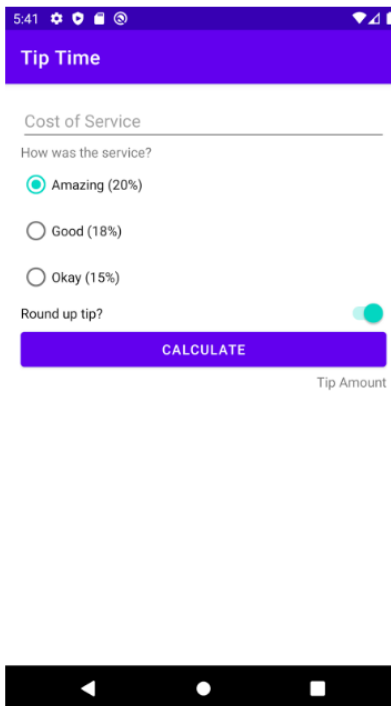 5:41
Tip Time
Cost of Service
How was the service?
Amazing (20%)
Good (18%)
Okay (15%)
Round up tip?
CALCULATE
Tip Amount